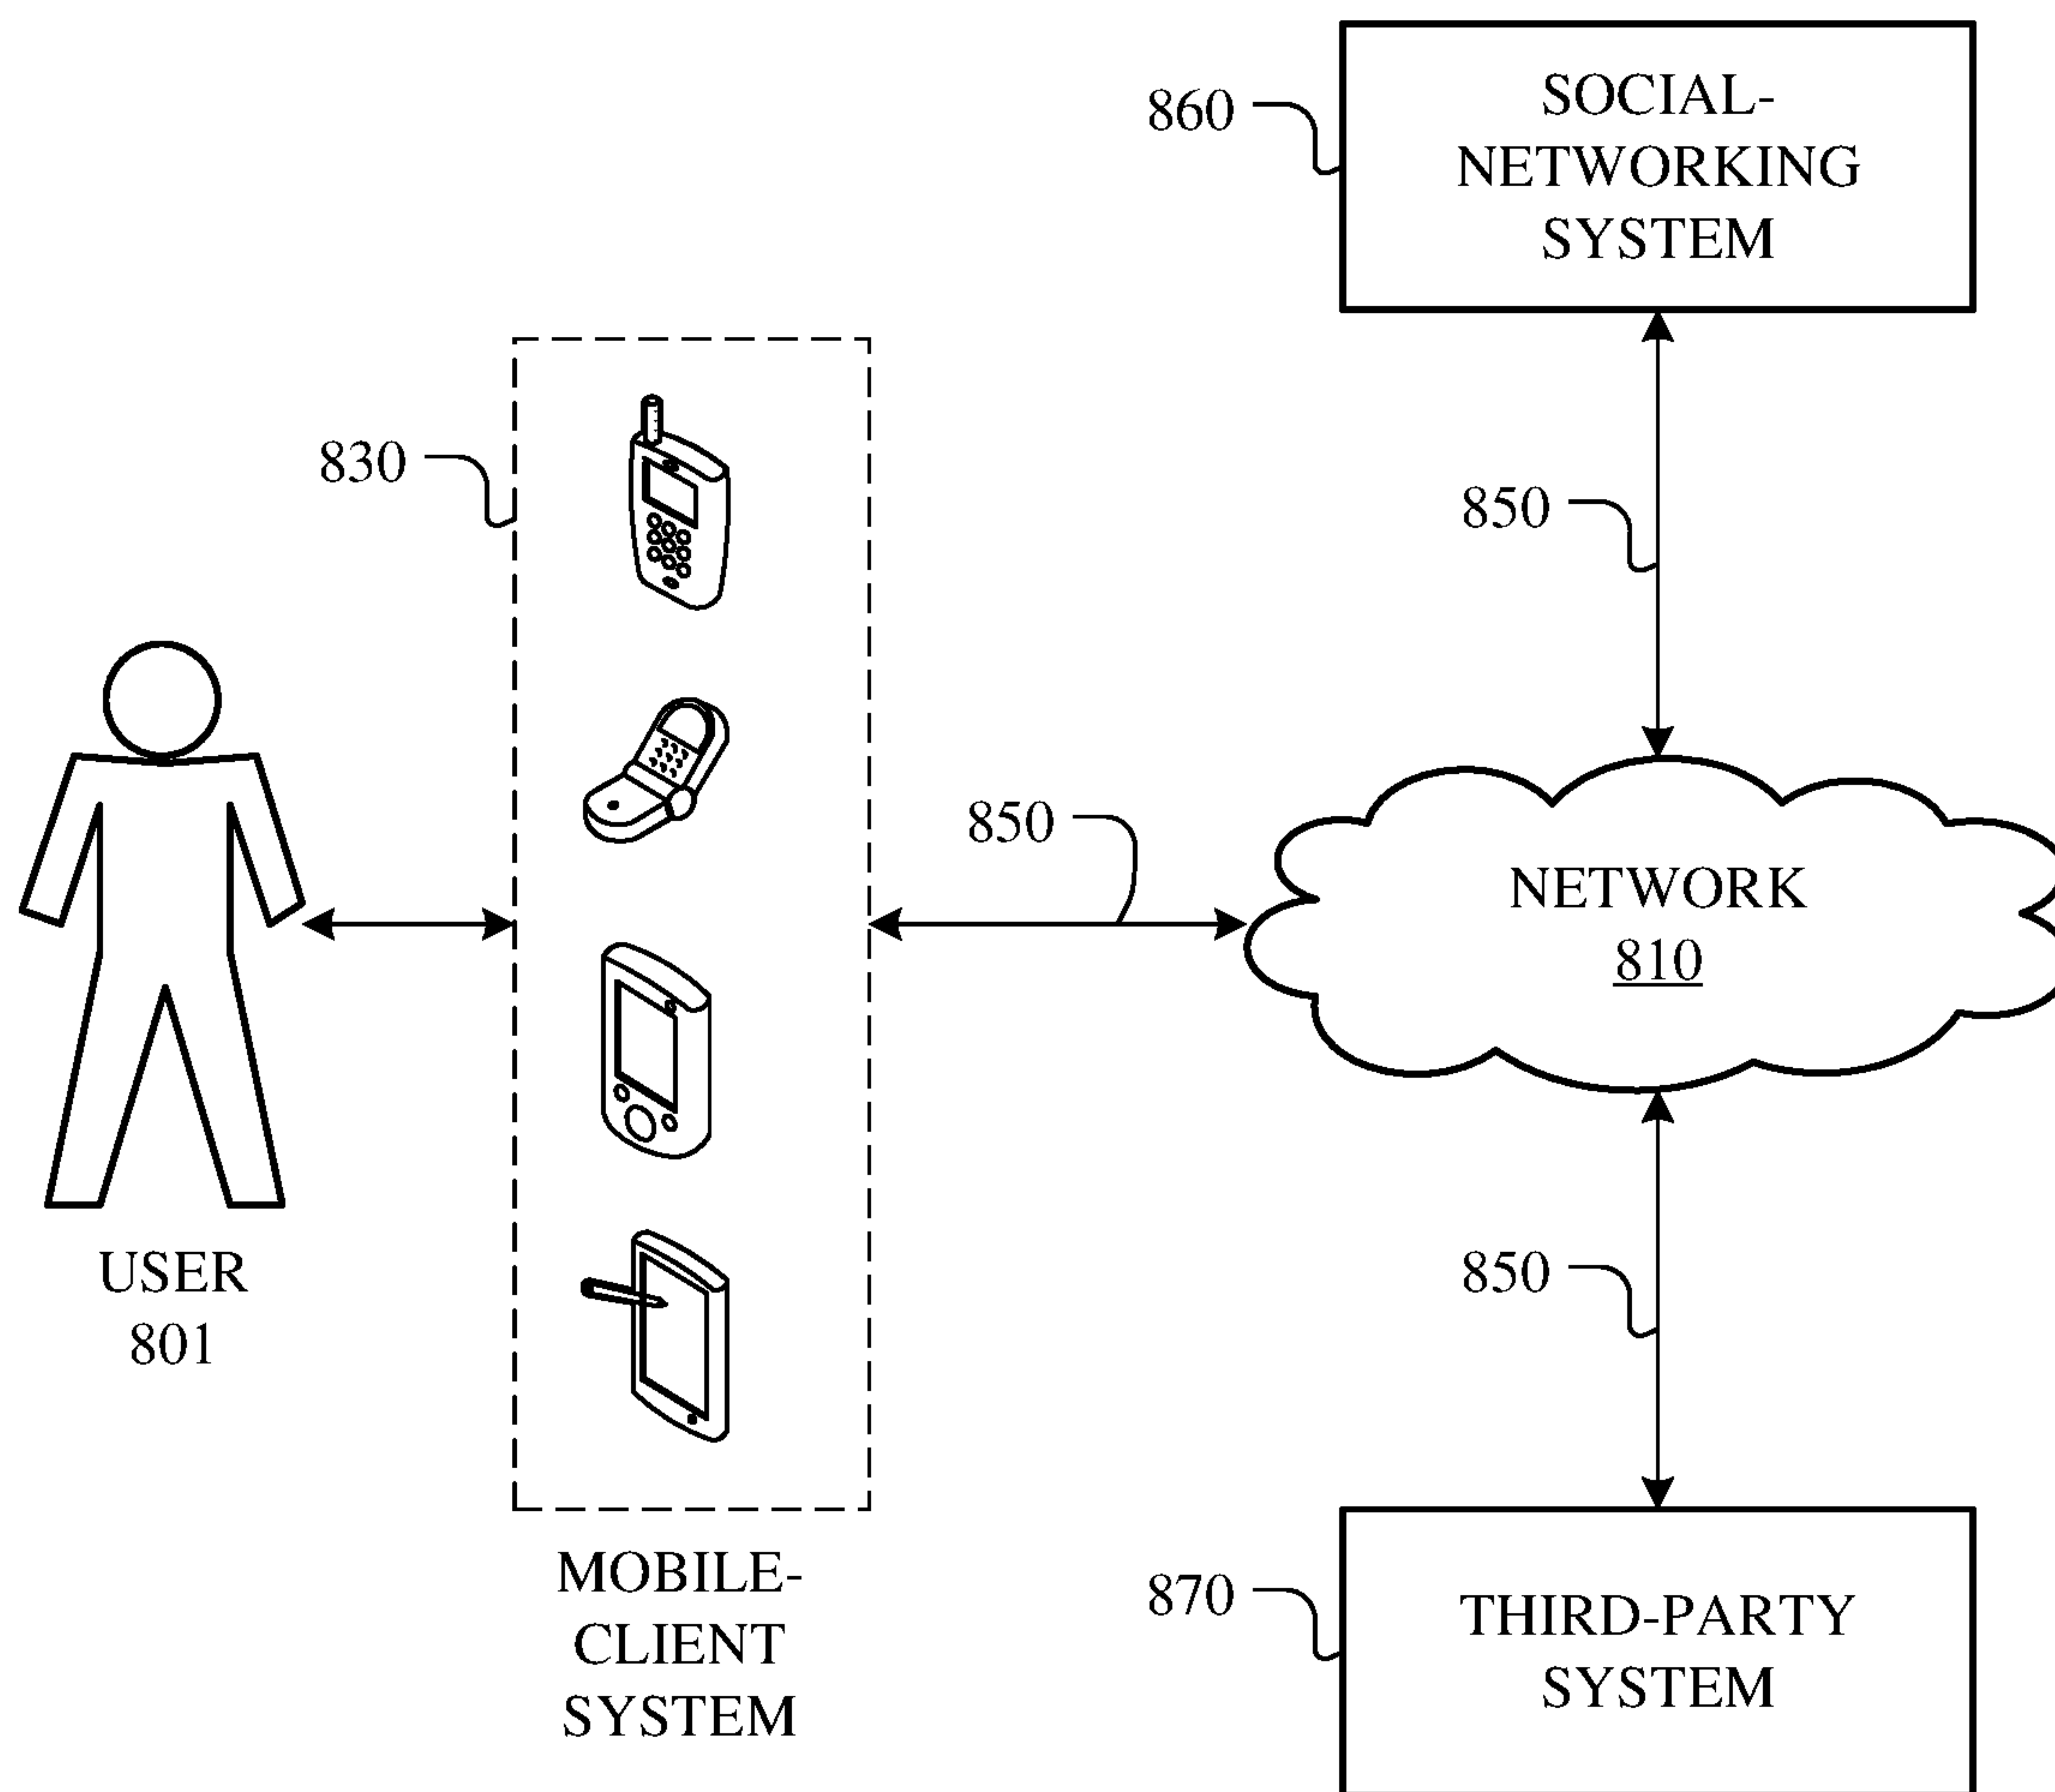 860
SOCIAL-
NETWORKING
SYSTEM
830
850
850
NETWORK
810
USER
801
850
MOBILE-
CLIENT
SYSTEM
870
THIRD-PARTY
SYSTEM